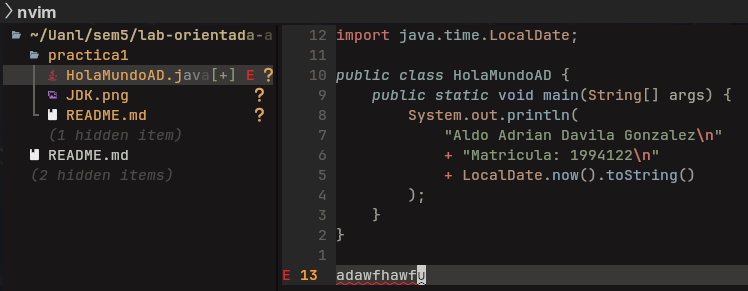 nvim
~/Uanl/sem5/lab-orientada-a
practica1
HolaMundoAD.java[+] E ?
JDK.png ?
README.md ?
(1 hidden item)
README.md
(2 hidden items)
12 import java.time.LocalDate;
11
10 public class HolaMundoAD {
9 public static void main(String[] args) {
8 System.out.println(
7 "Aldo Adrian Davila Gonzalez\n"
6 + "Matricula: 1994122\n"
5 + LocalDate.now().toString()
4 );
3 }
2 }
1
E 13 adawfhawfu